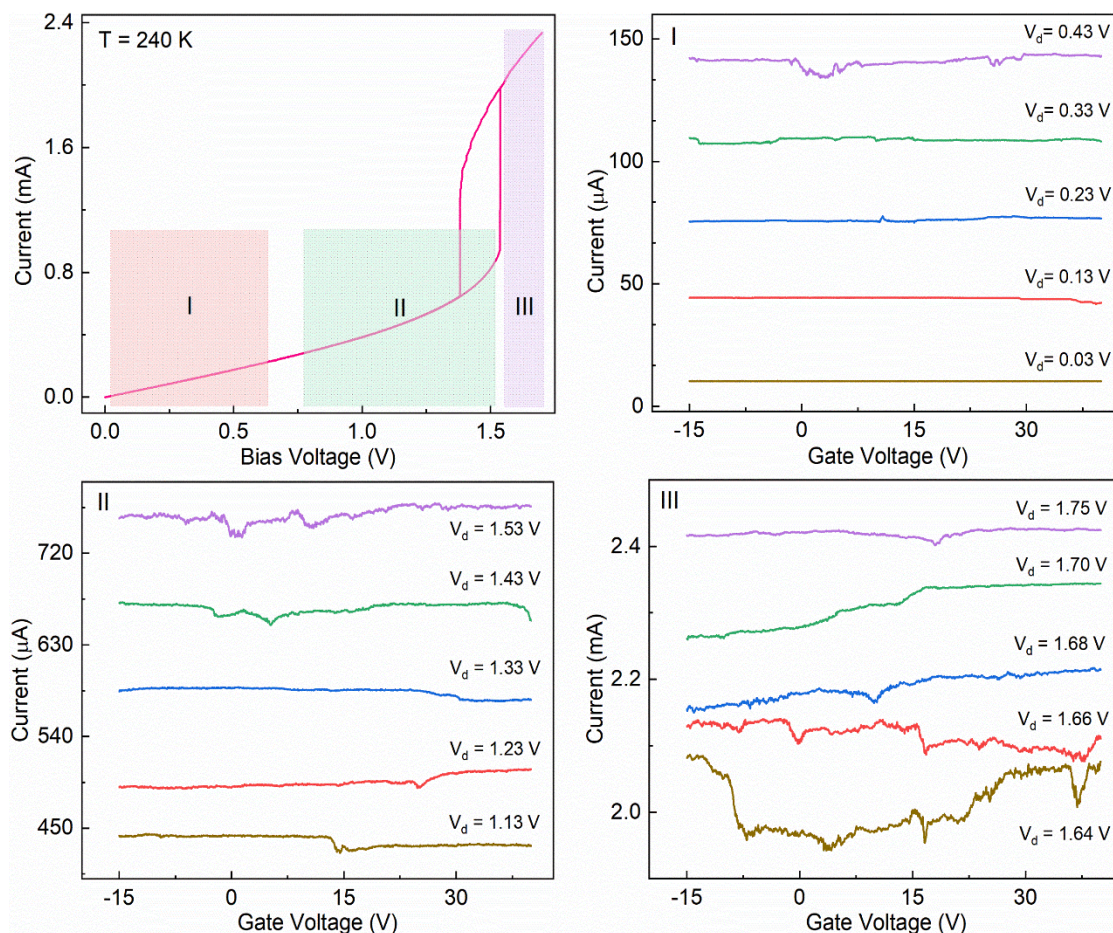 T = 240 K
2.4
1.6
0.8
0.0
Current (mA)
I
II
III
0.0
0.5
1.0
1.5
Bias Voltage (V)
I
150
100
50
0
Current (μA)
V_d= 0.43 V
V_d= 0.33 V
V_d= 0.23 V
V_d= 0.13 V
V_d= 0.03 V
-15
0
15
30
Gate Voltage (V)
II
720
630
540
450
Current (μA)
V_d = 1.53 V
V_d = 1.43 V
V_d = 1.33 V
V_d = 1.23 V
V_d = 1.13 V
-15
0
15
30
Gate Voltage (V)
III
2.4
2.2
2.0
Current (mA)
V_d = 1.75 V
V_d = 1.70 V
V_d = 1.68 V
V_d = 1.66 V
V_d = 1.64 V
-15
0
15
30
Gate Voltage (V)